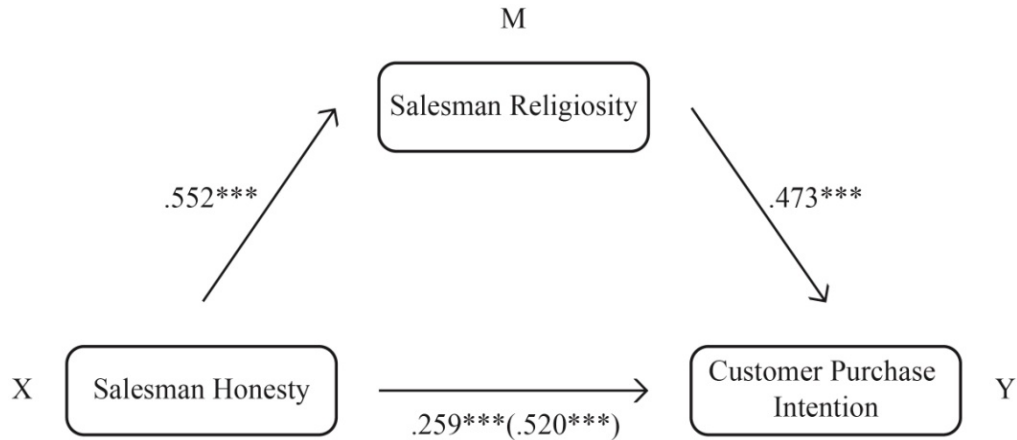 M
Salesman Religiosity
.552***
.473***
X
Salesman Honesty
.259***(.520***)
Customer Purchase
Intention
Y